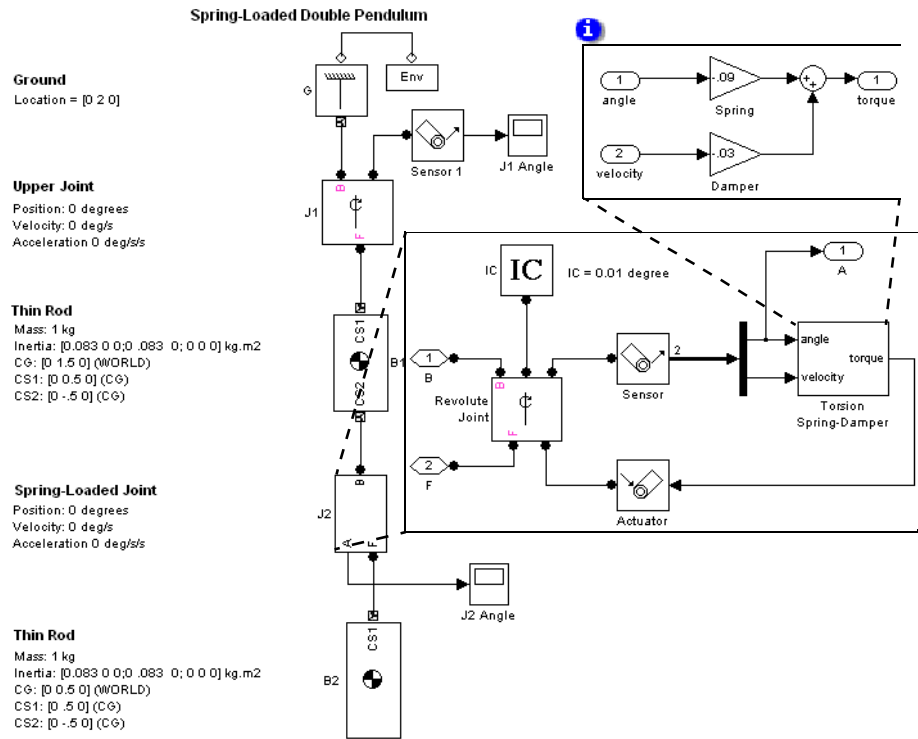 Spring-Loaded Double Pendulum
i
Ground
Location = [0 2 0]
G
Env
Sensor 1
J1 Angle
1
angle
-.09
Spring
+
+
1
torque
2
velocity
-.03
Damper
Upper Joint
Position: 0 degrees
Velocity: 0 deg/s
Acceleration 0 deg/s/s
J1
B
F
Thin Rod
Mass: 1 kg
Inertia: [0.083 0 0;0 .083 0; 0 0 0] kg.m2
CG: [0 1.5 0] (WORLD)
CS1: [0 0.5 0] (CG)
CS2: [0 -.5 0] (CG)
CS1
CS2
B1
IC
IC
IC = 0.01 degree
1
A
1
B
Revolute
Joint
B
F
2
F
Sensor
2
angle
velocity
torque
Torsion
Spring-Damper
Actuator
Spring-Loaded Joint
Position: 0 degrees
Velocity: 0 deg/s
Acceleration 0 deg/s/s
J2
B
A
F
J2 Angle
Thin Rod
Mass: 1 kg
Inertia: [0.083 0 0;0 .083 0; 0 0 0] kg.m2
CG: [0 0.5 0] (WORLD)
CS1: [0 .5 0] (CG)
CS2: [0 -.5 0] (CG)
CS1
B2